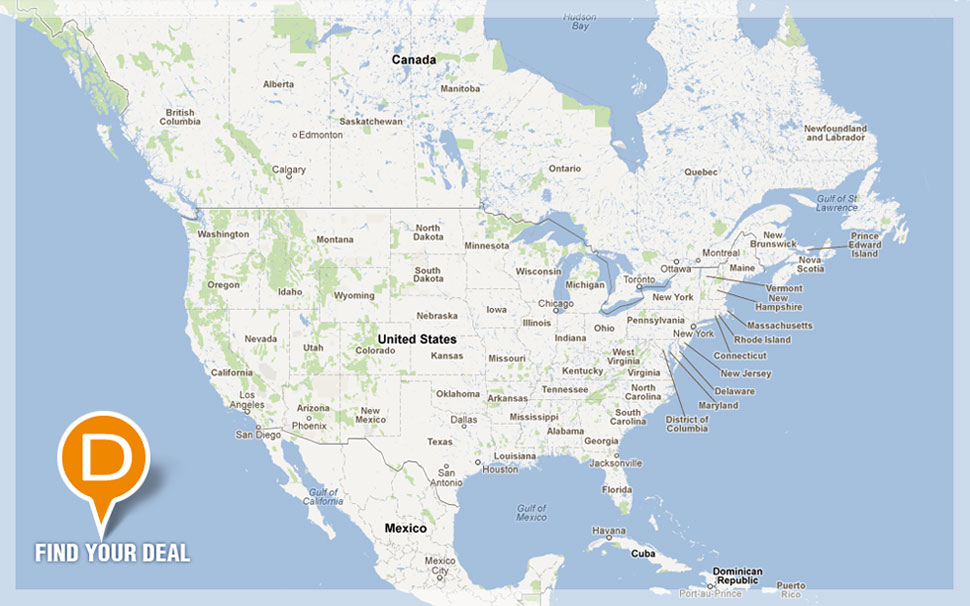 Hudson
Bay
Canada
Alberta
Manitoba
British
Columbia
Saskatchewan
Edmonton
Newfoundland
and Labrador
Calgary
Ontario
Quebec
Gulf of St
Lawrence
Washington
Montana
North
Dakota
Minnesota
New
Brunswick
Prince
Edward
Island
Montreal
Ottawa
Maine
Nova
Scotia
Oregon
Idaho
Wyoming
South
Dakota
Wisconsin
Michigan
Toronto
Vermont
New
Hampshire
New York
Nebraska
Iowa
Chicago
Illinois
Indiana
Ohio
Pennsylvania
New York
Massachusetts
Rhode Island
Connecticut
New Jersey
Delaware
Maryland
District of
Columbia
Nevada
Utah
Colorado
United States
Kansas
Missouri
West
Virginia
Virginia
Kentucky
California
Los
Angeles
San Diego
Arizona
Phoenix
New
Mexico
Oklahoma
Arkansas
Tennessee
North
Carolina
South
Carolina
Dallas
Mississippi
Alabama
Georgia
Texas
Louisiana
Jacksonville
San
Antonio
Houston
Florida
Gulf of
California
Gulf of
Mexico
Mexico
Mexico
City
Havana
Cuba
Dominican
Republic
Port-au-Prince
Puerto
Rico
D
FIND YOUR DEAL